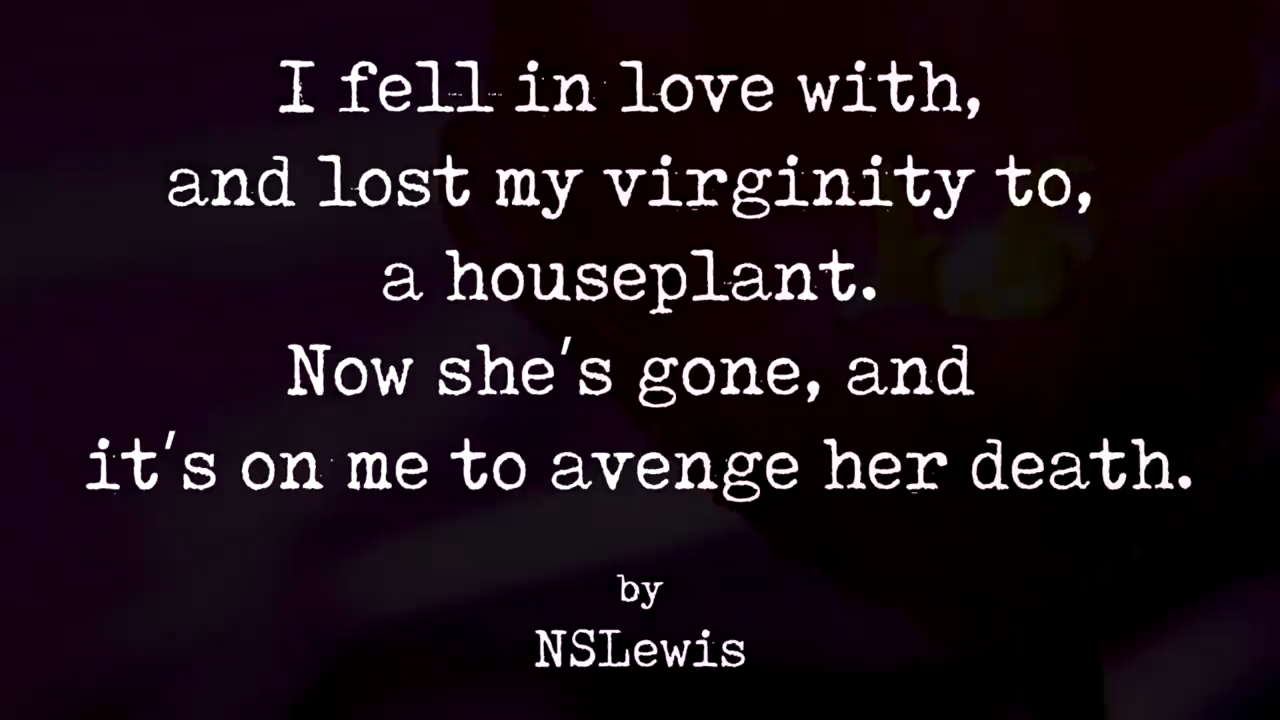 I fell in love with,
and lost my virginity to,
a houseplant.
Now she's gone, and
it's on me to avenge her death.
by
NSLewis